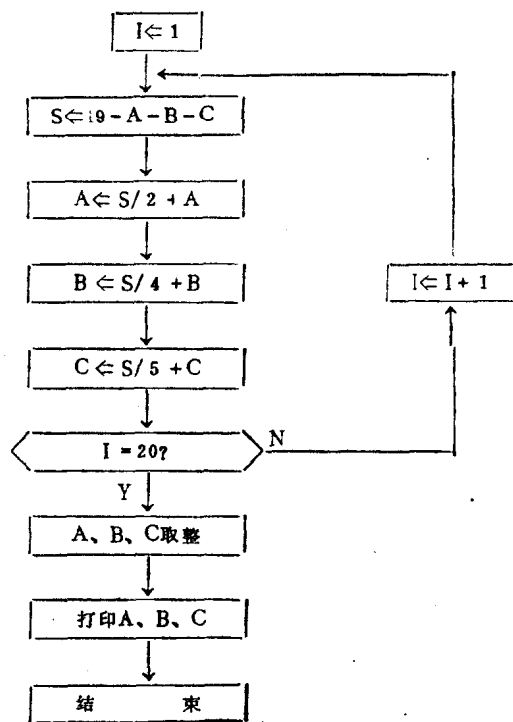 I⇐1
S⇐19-A-B-C
A⇐S/2+A
B⇐S/4+B
I⇐I+1
C⇐S/5+C
I=20?
N
Y
A、B、C取整
打印A、B、C
结 束